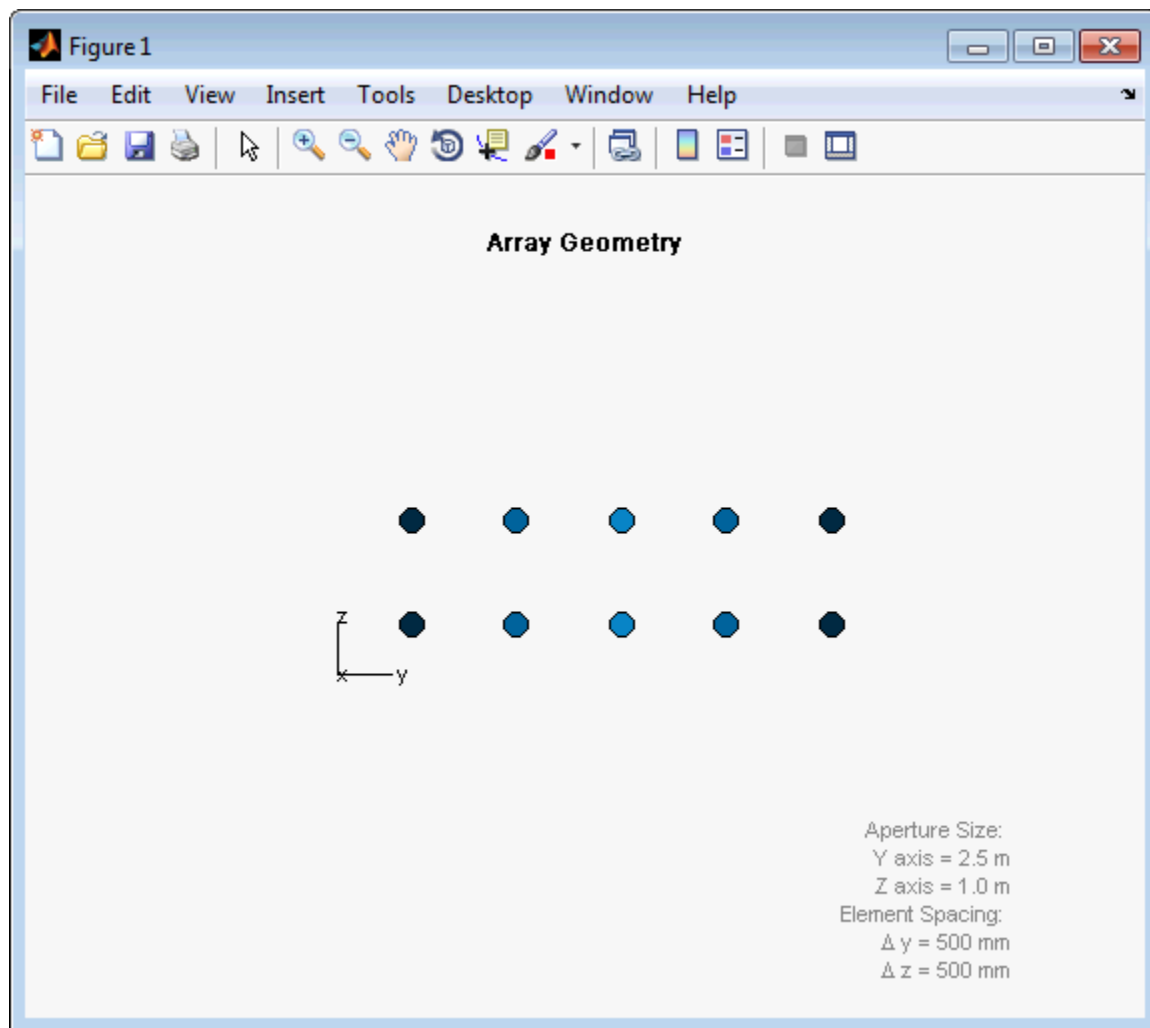 Figure 1
File Edit View Insert Tools Desktop Window Help
Array Geometry
z
x y
Aperture Size:
Y axis = 2.5 m
Z axis = 1.0 m
Element Spacing:
Δ y = 500 mm
Δ z = 500 mm